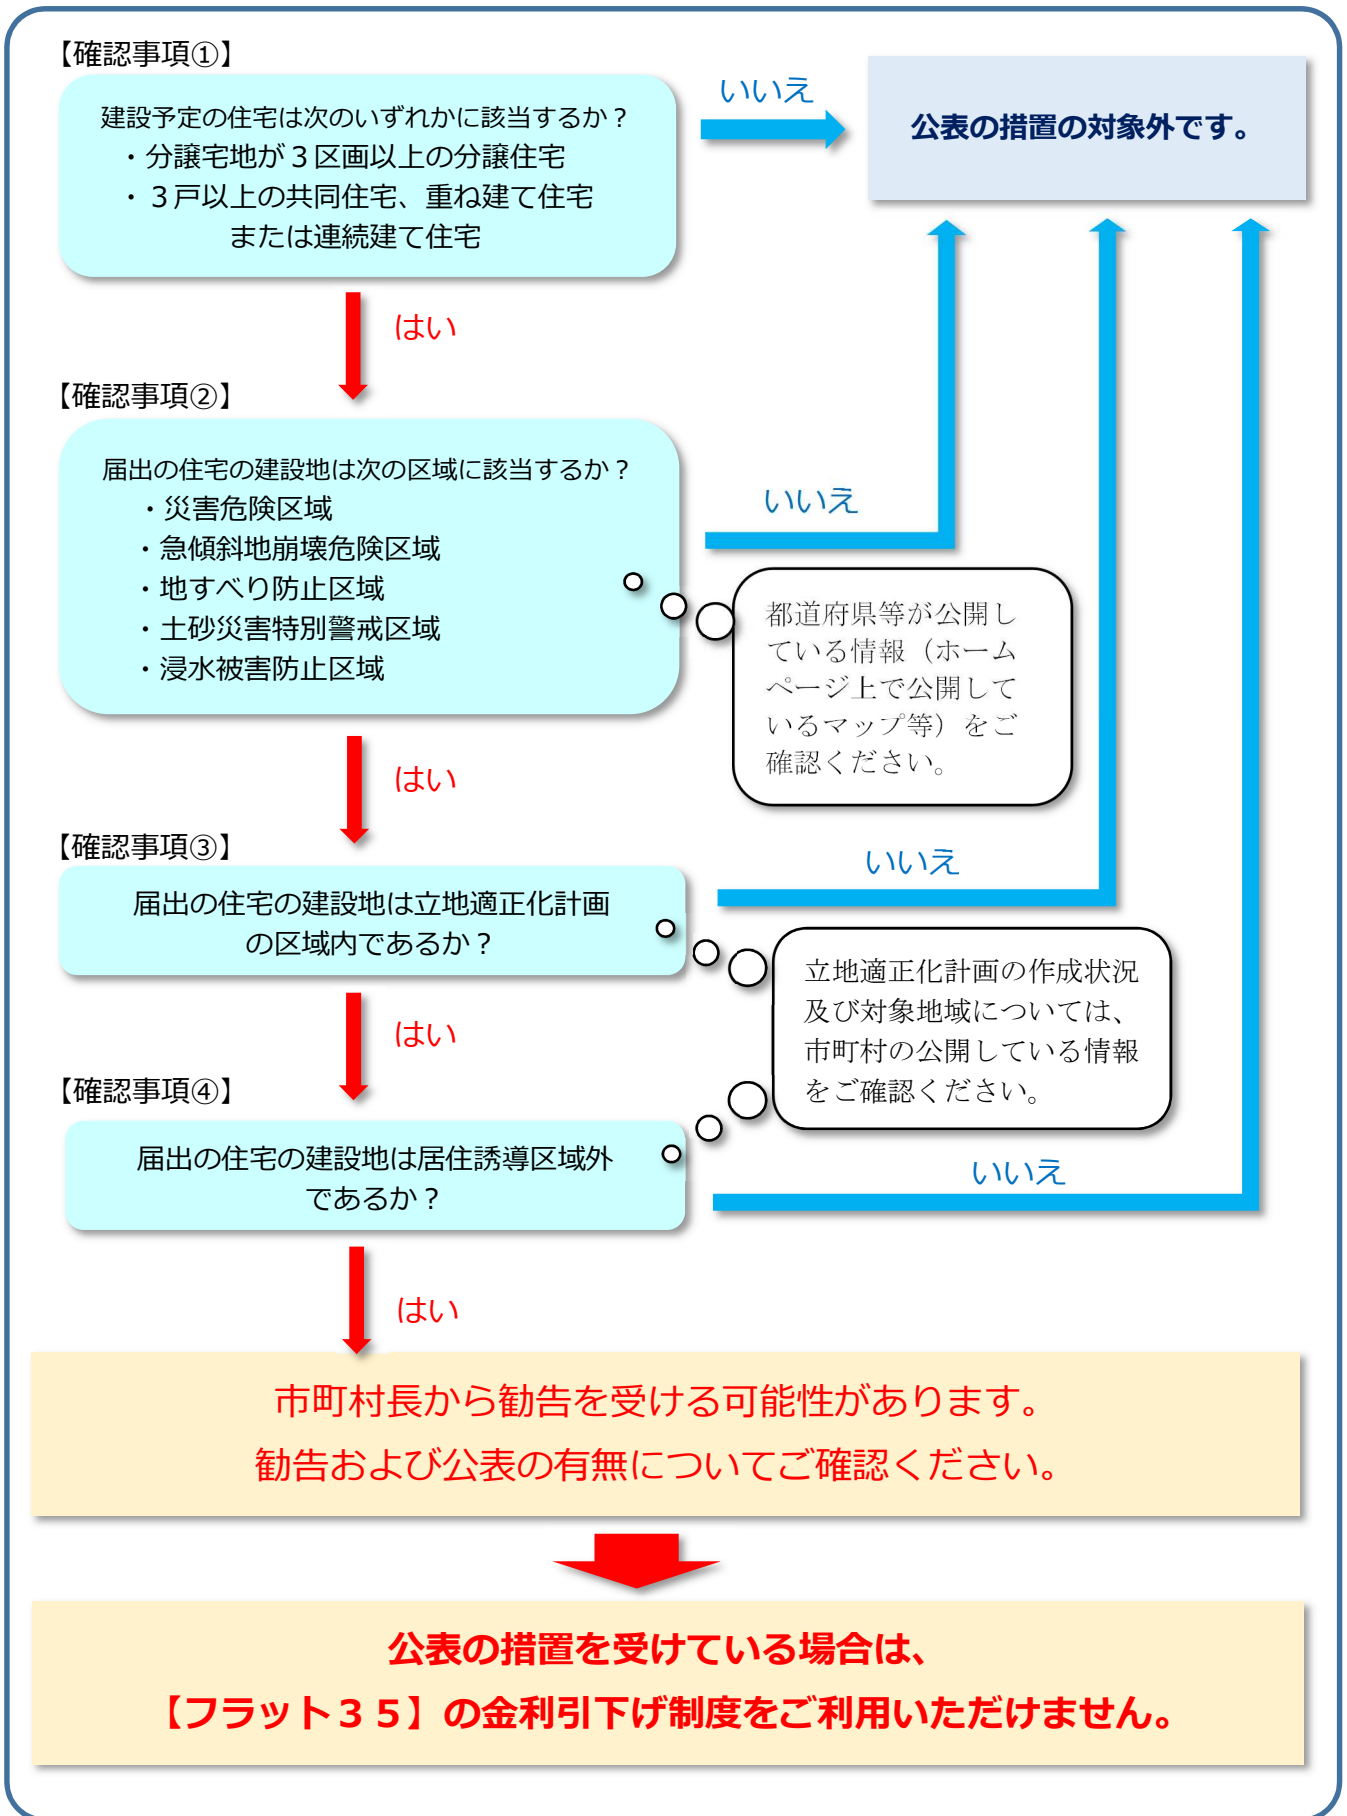 【確認事項①】
建設予定の住宅は次のいずれかに該当するか？
・分譲宅地が３区画以上の分譲住宅
・３戸以上の共同住宅、重ね建て住宅
または連続建て住宅
いいえ
公表の措置の対象外です。
はい
【確認事項②】
届出の住宅の建設地は次の区域に該当するか？
・災害危険区域
・急傾斜地崩壊危険区域
・地すべり防止区域
・土砂災害特別警戒区域
・浸水被害防止区域
いいえ
都道府県等が公開し
ている情報（ホーム
ページ上で公開して
いるマップ等）をご
確認ください。
はい
【確認事項③】
届出の住宅の建設地は立地適正化計画
の区域内であるか？
いいえ
立地適正化計画の作成状況
及び対象地域については、
市町村の公開している情報
をご確認ください。
はい
【確認事項④】
届出の住宅の建設地は居住誘導区域外
であるか？
いいえ
はい
市町村長から勧告を受ける可能性があります。
勧告および公表の有無についてご確認ください。
公表の措置を受けている場合は、
【フラット３５】の金利引下げ制度をご利用いただけません。